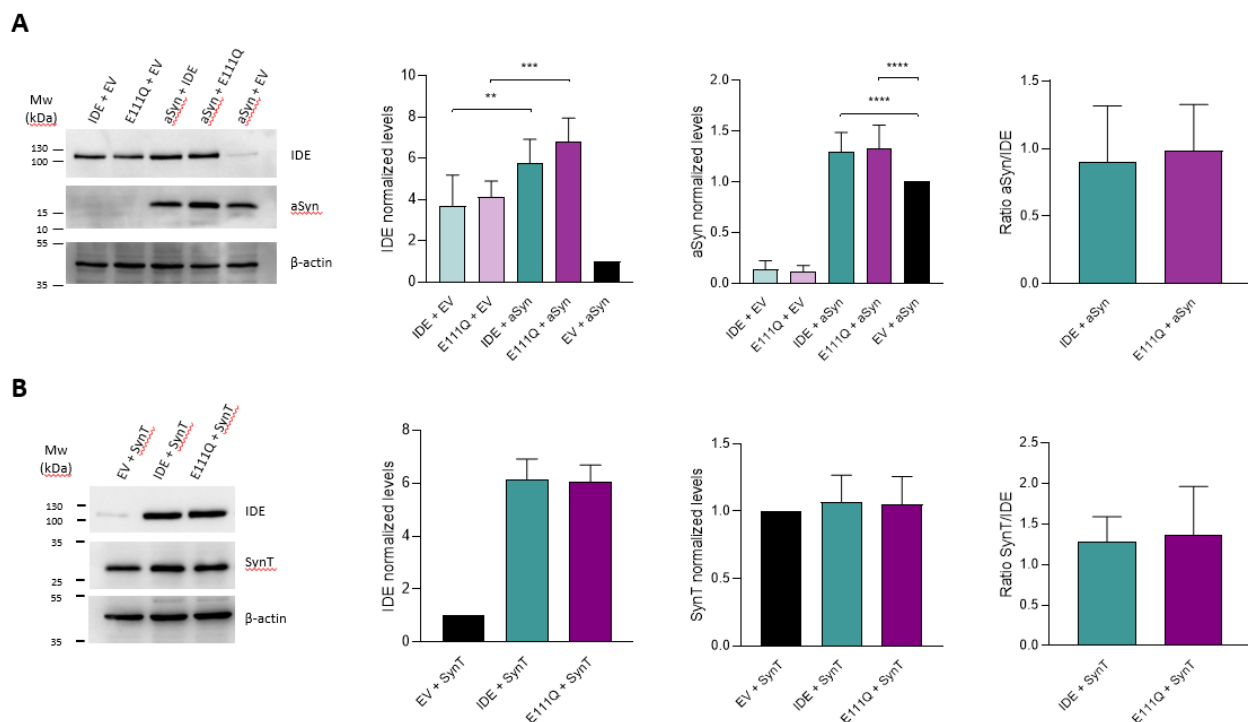 A
Mw
(kDa)
IDE + EV
E111Q + EV
aSyn + IDE
aSyn + E111Q
aSyn + EV
130
100
IDE
15
aSyn
10
55
β-actin
35
IDE normalized levels
10
8
6
4
2
0
**
***
IDE + EV
E111Q + EV
IDE + aSyn
E111Q + aSyn
EV + aSyn
aSyn normalized levels
2.0
1.5
1.0
0.5
0.0
****
****
IDE + EV
E111Q + EV
IDE + aSyn
E111Q + aSyn
EV + aSyn
Ratio aSyn/IDE
1.5
1.0
0.5
0.0
IDE + aSyn
E111Q + aSyn
B
Mw
(kDa)
EV + SynT
IDE + SynT
E111Q + SynT
130
100
IDE
35
SynT
25
55
β-actin
35
IDE normalized levels
8
6
4
2
0
EV + SynT
IDE + SynT
E111Q + SynT
SynT normalized levels
1.5
1.0
0.5
0.0
EV + SynT
IDE + SynT
E111Q + SynT
Ratio SynT/IDE
2.5
2.0
1.5
1.0
0.5
0.0
IDE + SynT
E111Q + SynT